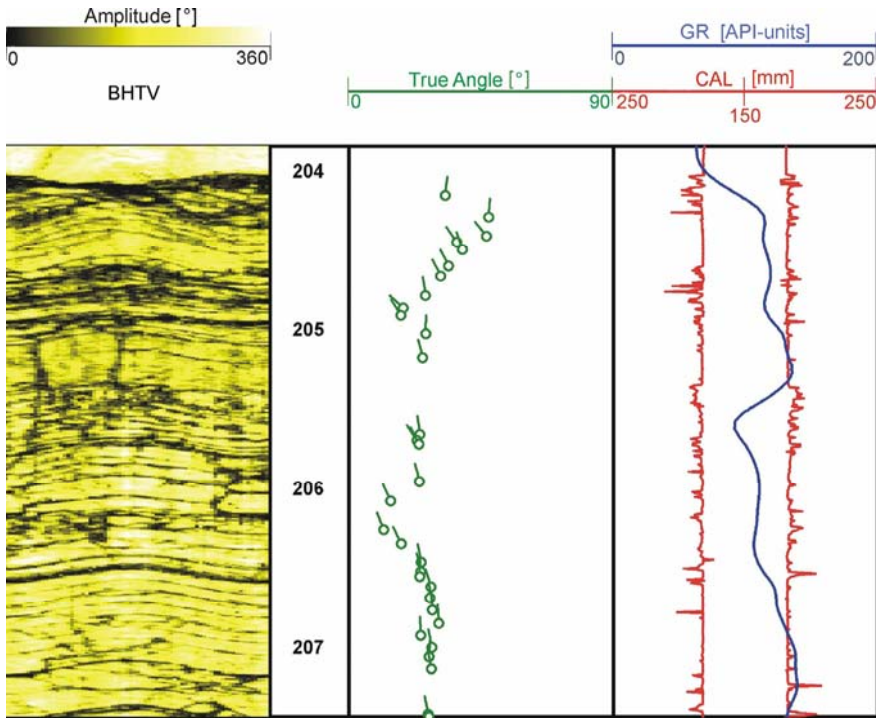 Amplitude [°]
0 360
BHTV
True Angle [°]
0 90
GR [API-units]
0 200
CAL [mm]
250 150 250
204
205
206
207